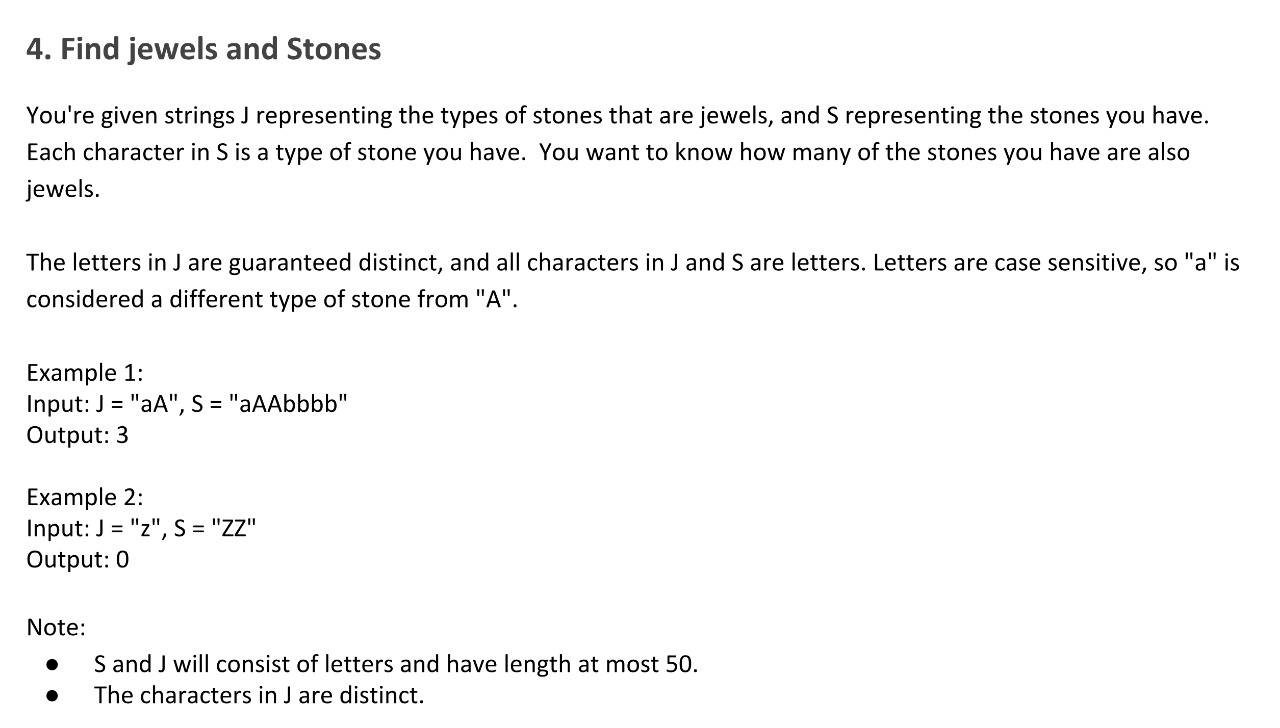 4. Find jewels and Stones
You're given strings J representing the types of stones that are jewels, and S representing the stones you have.
Each character in S is a type of stone you have.  You want to know how many of the stones you have are also
jewels.
The letters in J are guaranteed distinct, and all characters in J and S are letters. Letters are case sensitive, so "a" is
considered a different type of stone from "A".
Example 1:
Input: J = "aA", S = "aAAbbbb"
Output: 3
Example 2:
Input: J = "z", S = "ZZ"
Output: 0
Note:
● S and J will consist of letters and have length at most 50.
● The characters in J are distinct.